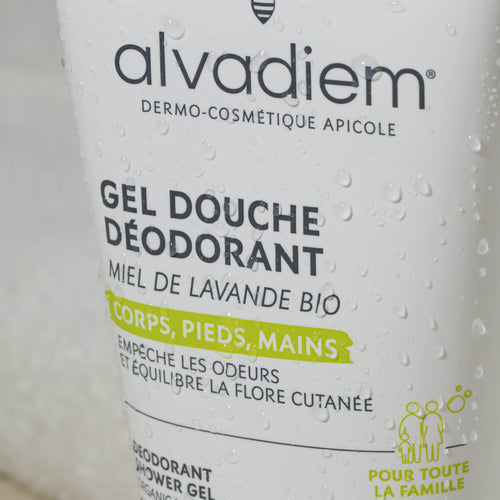 alvadiem®
DERMO-COSMÉTIQUE APICOLE
GEL DOUCHE
DÉODORANT
MIEL DE LAVANDE BIO
CORPS, PIEDS, MAINS
EMPÊCHE LES ODEURS
ET ÉQUILIBRE LA FLORE CUTANÉE
DEODORANT
SHOWER GEL
POUR TOUTE
LA FAMILLE